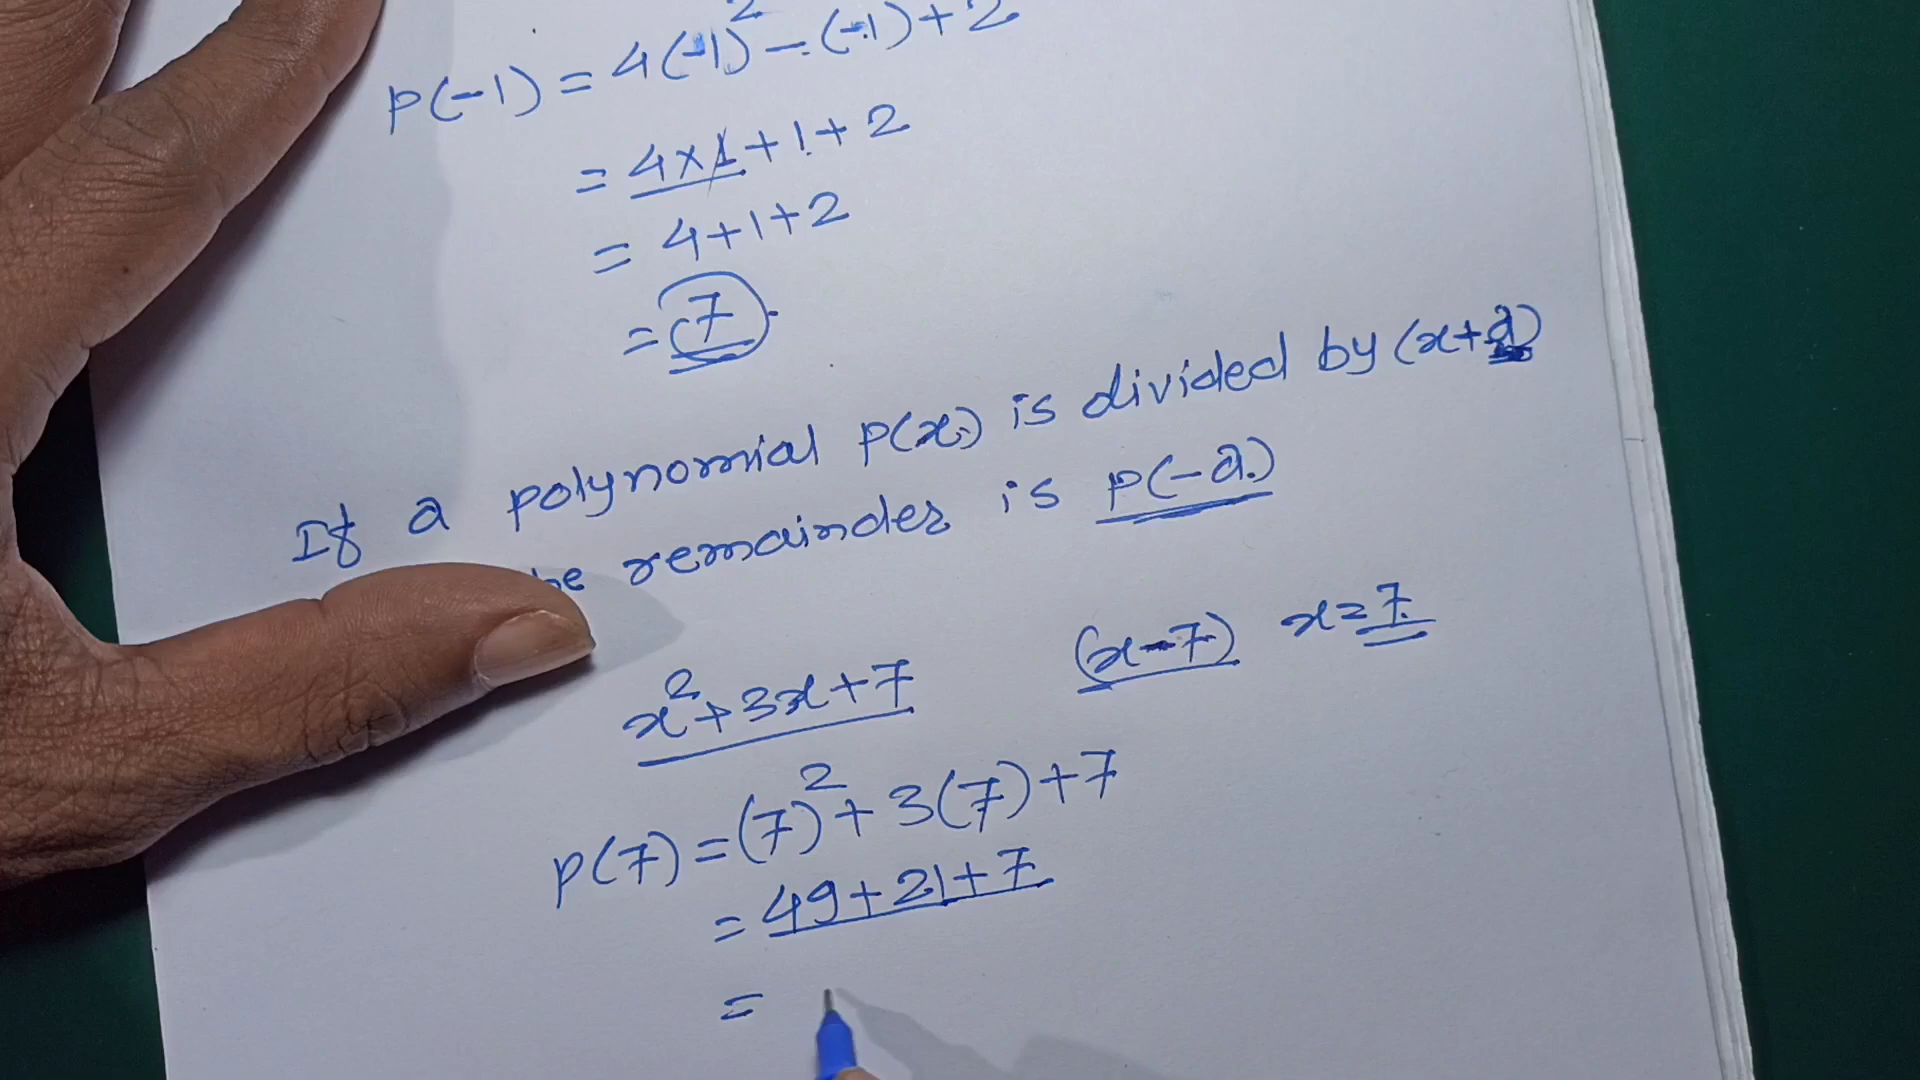 P(-1) = 4(-1)² - (-1) + 2
= 4×1 + 1 + 2
= 4+1+2
= 7
If a polynomial P(x) is divided by (x+a)
remainder is P(-a)
x²+3x+7 (x-7) x=7
P(7) = (7)² + 3(7) + 7
= 49+21+7
=